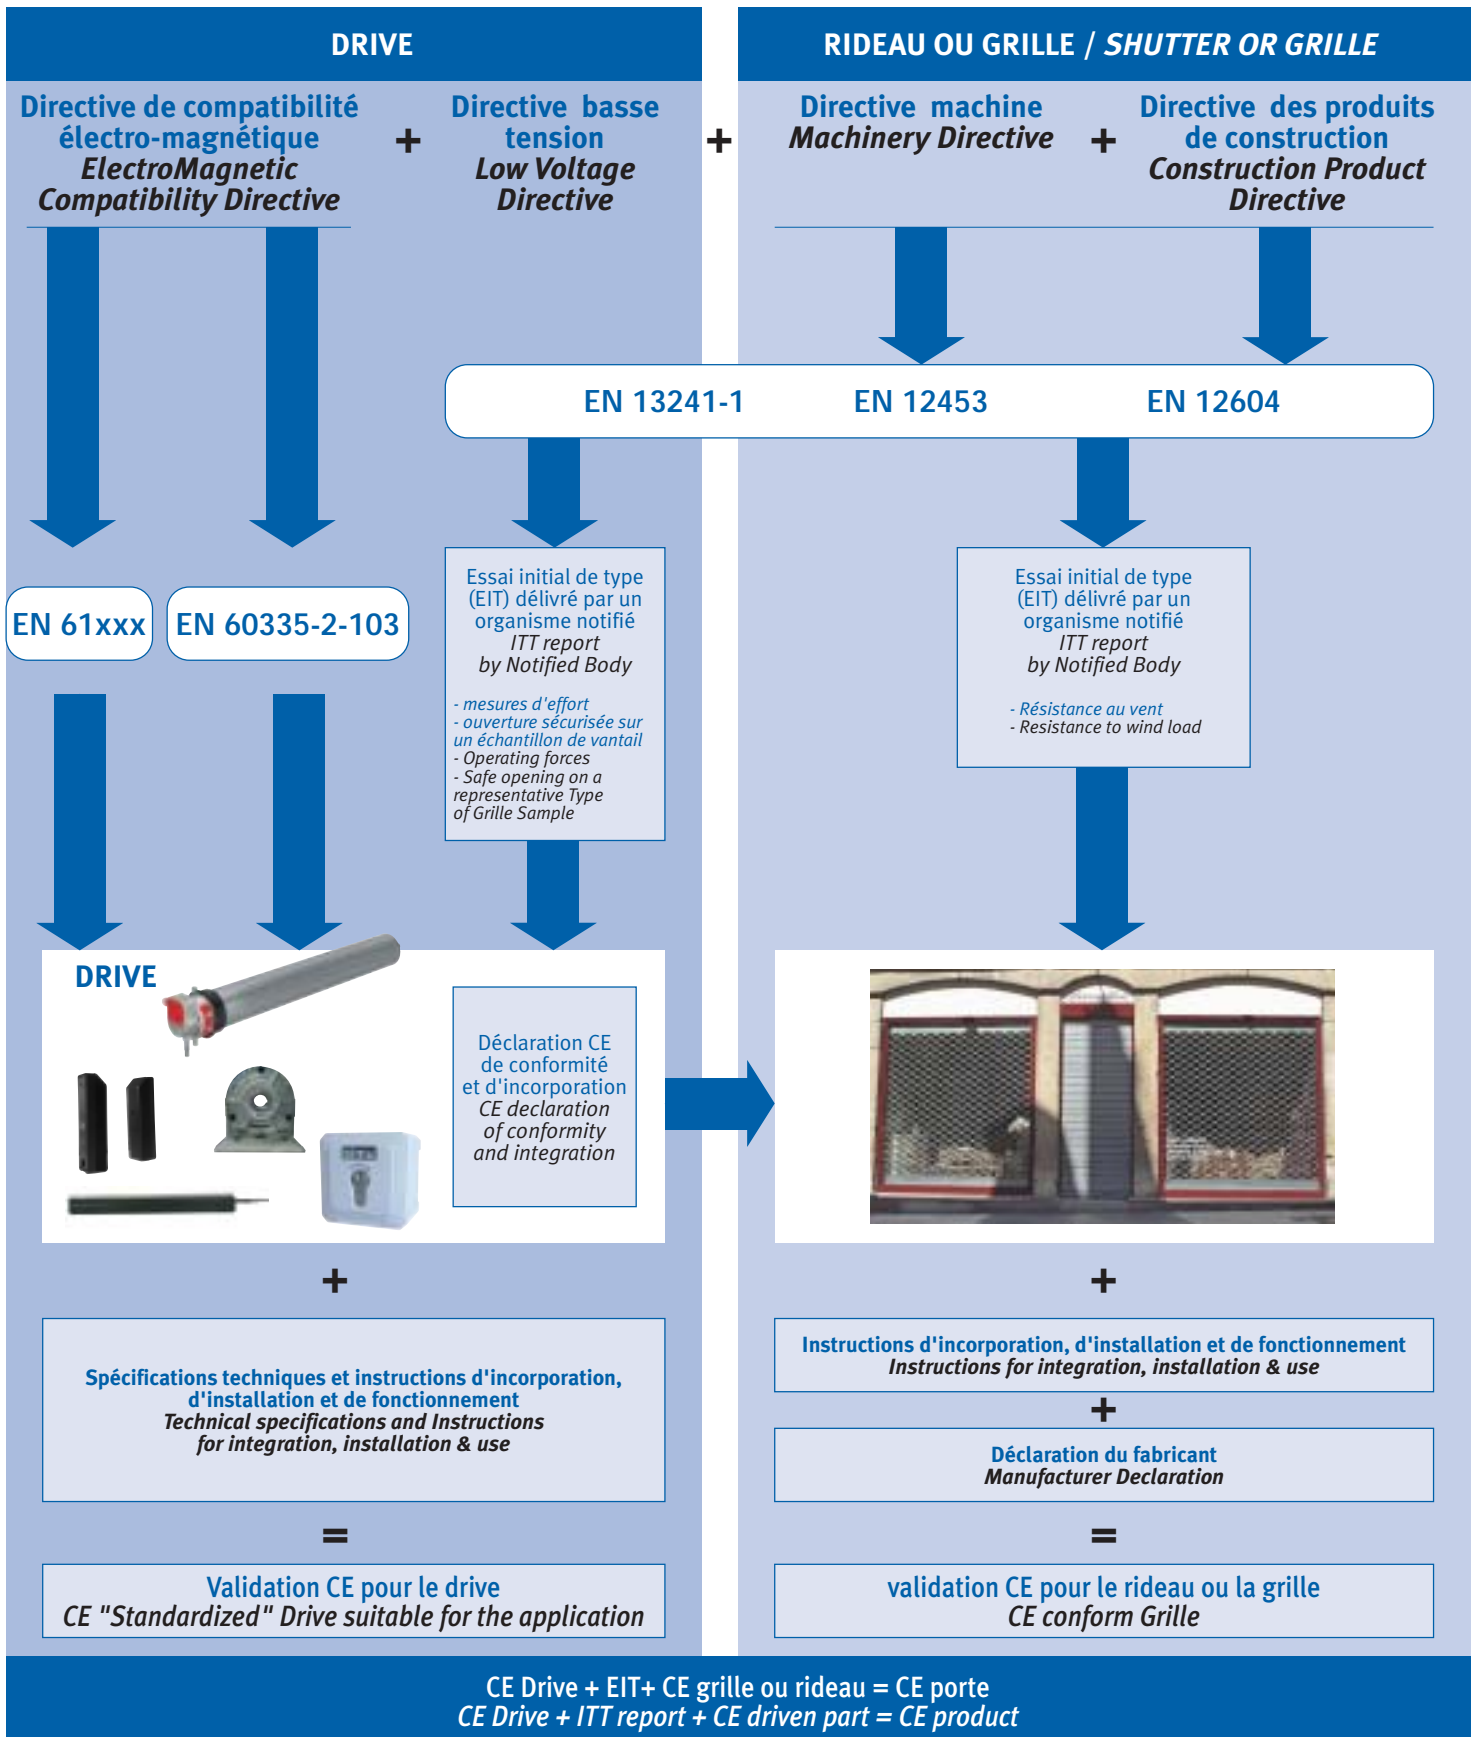 DRIVE
RIDEAU OU GRILLE / SHUTTER OR GRILLE
Directive de compatibilité
électro-magnétique
ElectroMagnetic
Compatibility Directive
+
Directive basse
tension
Low Voltage
Directive
+
Directive machine
Machinery Directive
+
Directive des produits
de construction
Construction Product
Directive
EN 13241-1
EN 12453
EN 12604
EN 61xxx
EN 60335-2-103
Essai initial de type
(EIT) délivré par un
organisme notifié
ITT report
by Notified Body
- mesures d'effort
- ouverture sécurisée sur
un échantillon de vantail
- Operating forces
- Safe opening on a
representative Type
of Grille Sample
Essai initial de type
(EIT) délivré par un
organisme notifié
ITT report
by Notified Body
- Résistance au vent
- Resistance to wind load
DRIVE
Déclaration CE
de conformité
et d'incorporation
CE declaration
of conformity
and integration
+
Spécifications techniques et instructions d'incorporation,
d'installation et de fonctionnement
Technical specifications and Instructions
for integration, installation & use
=
Validation CE pour le drive
CE "Standardized" Drive suitable for the application
+
Instructions d'incorporation, d'installation et de fonctionnement
Instructions for integration, installation & use
+
Déclaration du fabricant
Manufacturer Declaration
=
validation CE pour le rideau ou la grille
CE conform Grille
CE Drive + EIT+ CE grille ou rideau = CE porte
CE Drive + ITT report + CE driven part = CE product